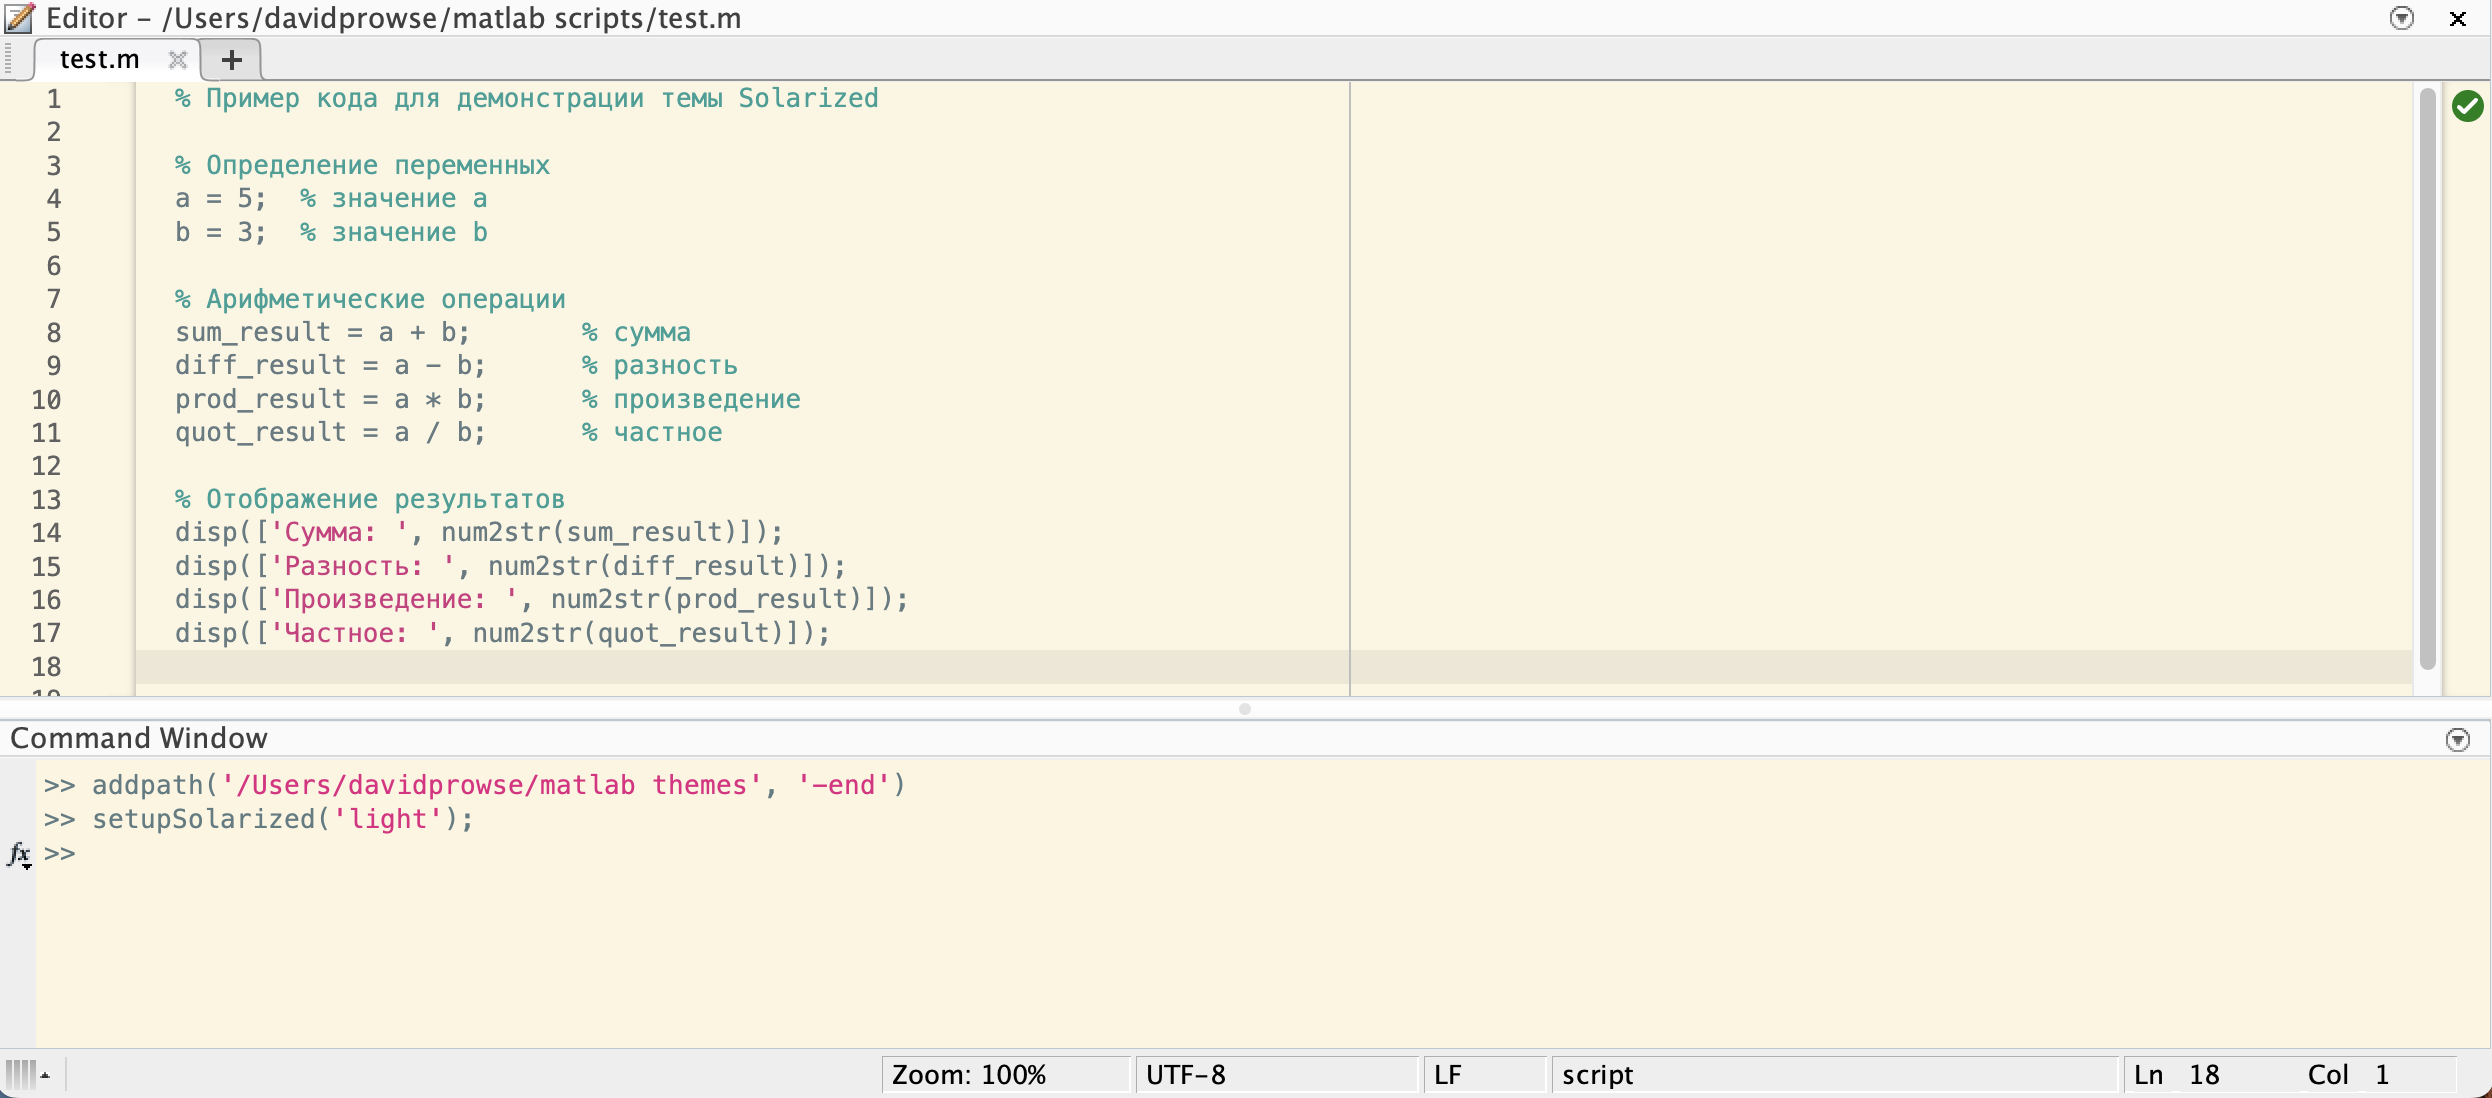 Editor – /Users/davidprowse/matlab scripts/test.m
test.m
1 % Пример кода для демонстрации темы Solarized
2
3 % Определение переменных
4 a = 5;  % значение a
5 b = 3;  % значение b
6
7 % Арифметические операции
8 sum_result = a + b;       % сумма
9 diff_result = a - b;      % разность
10 prod_result = a * b;      % произведение
11 quot_result = a / b;      % частное
12
13 % Отображение результатов
14 disp(['Сумма: ', num2str(sum_result)]);
15 disp(['Разность: ', num2str(diff_result)]);
16 disp(['Произведение: ', num2str(prod_result)]);
17 disp(['Частное: ', num2str(quot_result)]);
18
Command Window
>> addpath('/Users/davidprowse/matlab themes', '-end')
>> setupSolarized('light');
fx >>
Zoom: 100% UTF-8 LF script Ln 18 Col 1